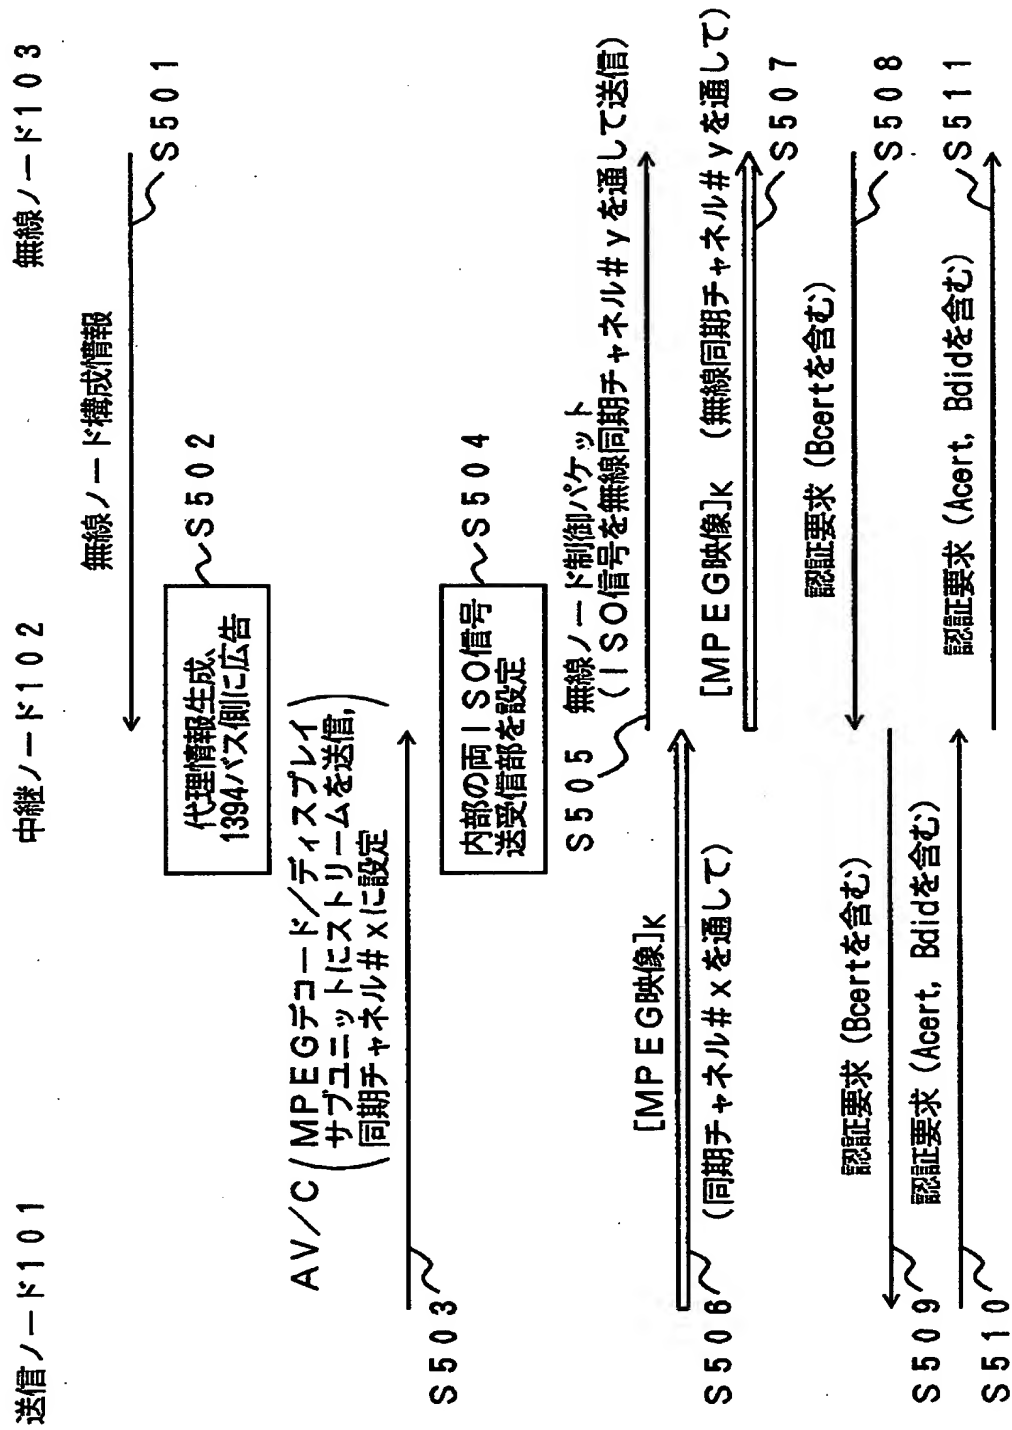 送信ノード１０１
中継ノード１０２
無線ノード１０３
無線ノード構成情報
Ｓ５０１
代理情報生成、
1394バス側に広告
Ｓ５０２
ＡＶ／Ｃ（ＭＰＥＧデコード／ディスプレイ
サブユニットにストリームを送信，
同期チャネル＃ｘに設定）
Ｓ５０３
内部の両ＩＳＯ信号
送受信部を設定
Ｓ５０４
Ｓ５０５
無線ノード制御パケット
（ＩＳＯ信号を無線同期チャネル＃ｙを通して送信）
［ＭＰＥＧ映像］K
（同期チャネル＃ｘを通して）
Ｓ５０６
［ＭＰＥＧ映像］K （無線同期チャネル＃ｙを通して）
Ｓ５０７
認証要求（Bcertを含む）
Ｓ５０８
認証要求（Bcertを含む）
Ｓ５０９
認証要求（Acert, Bdidを含む）
Ｓ５１０
認証要求（Acert, Bdidを含む）
Ｓ５１１